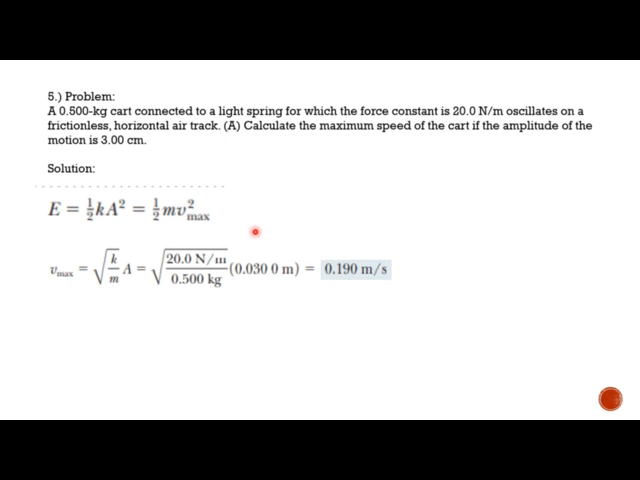 5.) Problem:
A 0.500-kg cart connected to a light spring for which the force constant is 20.0 N/m oscillates on a
frictionless, horizontal air track. (A) Calculate the maximum speed of the cart if the amplitude of the
motion is 3.00 cm.
Solution:
E = ½kA² = ½mv²max
vmax = √(k/m) A = √(20.0 N/m / 0.500 kg) (0.030 0 m) = 0.190 m/s